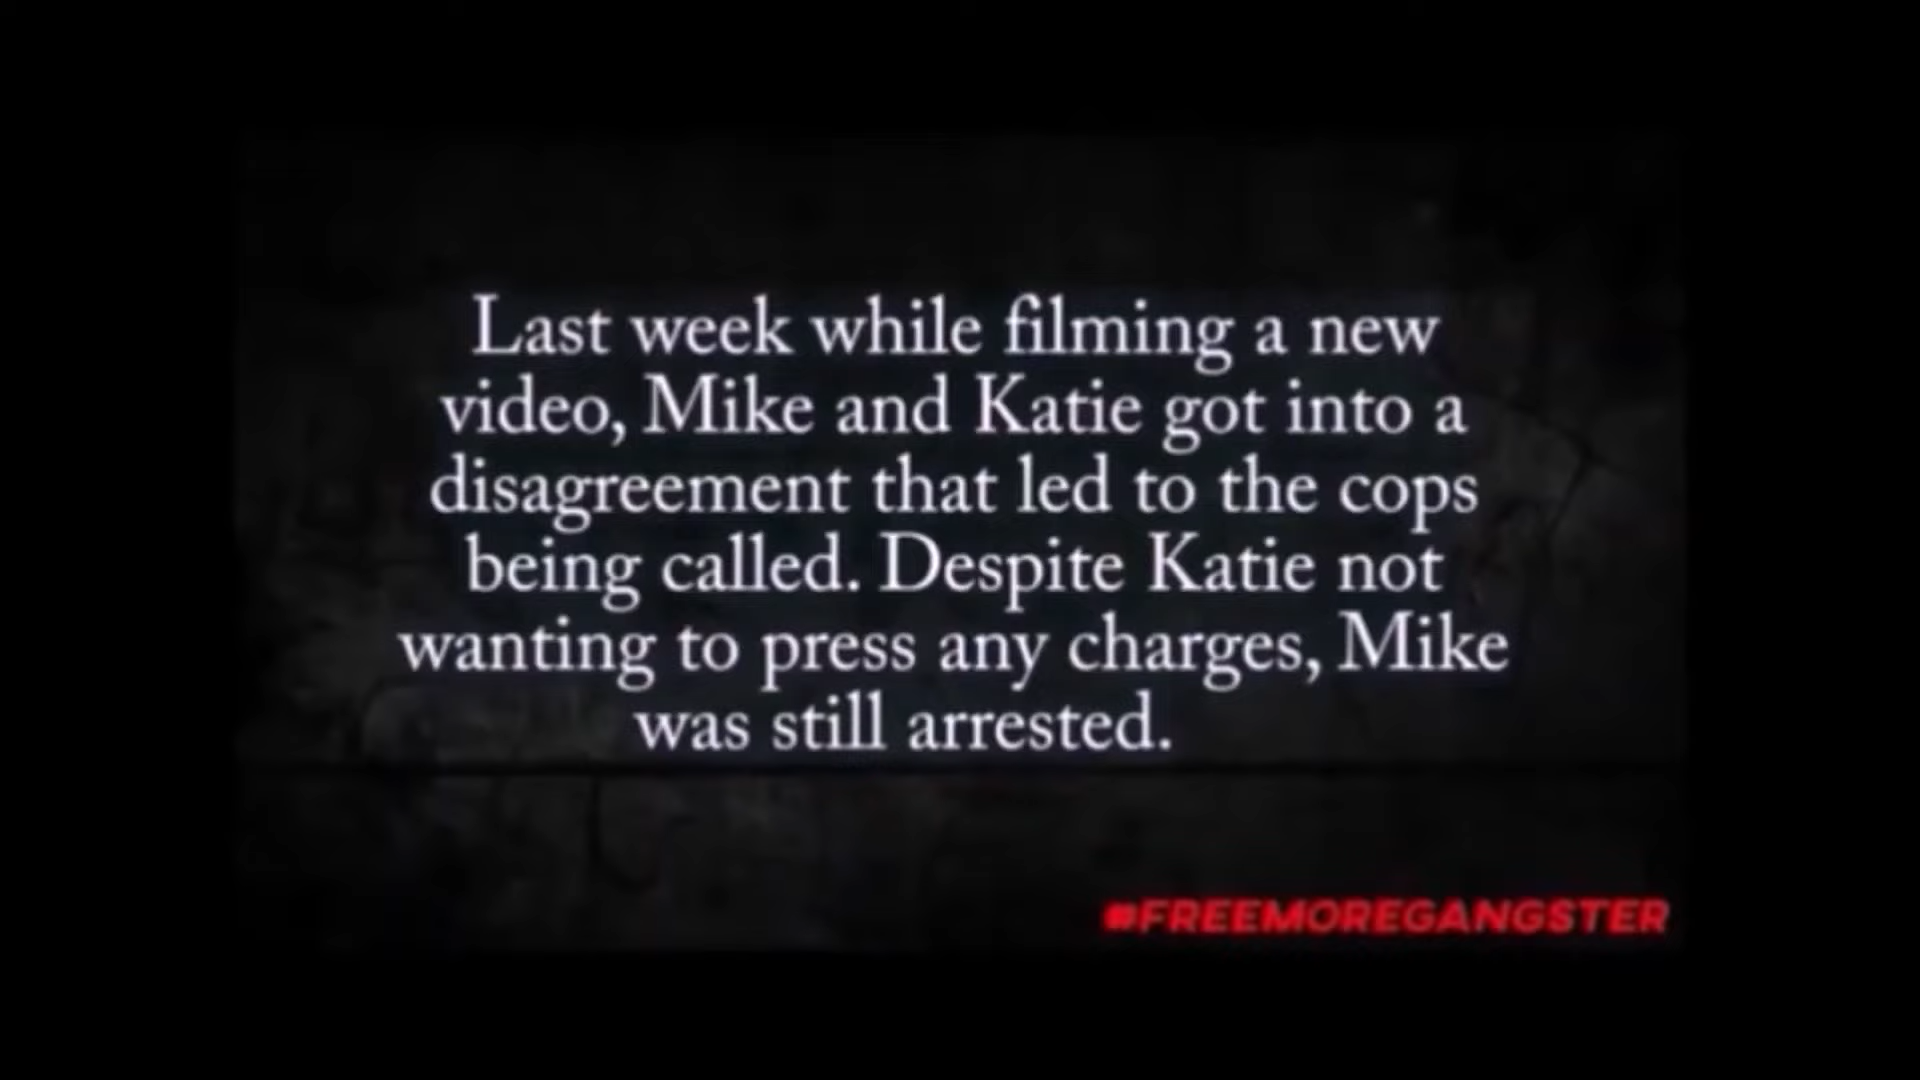 Last week while filming a new
video, Mike and Katie got into a
disagreement that led to the cops
being called. Despite Katie not
wanting to press any charges, Mike
was still arrested.
#FREEMOREGANGSTER